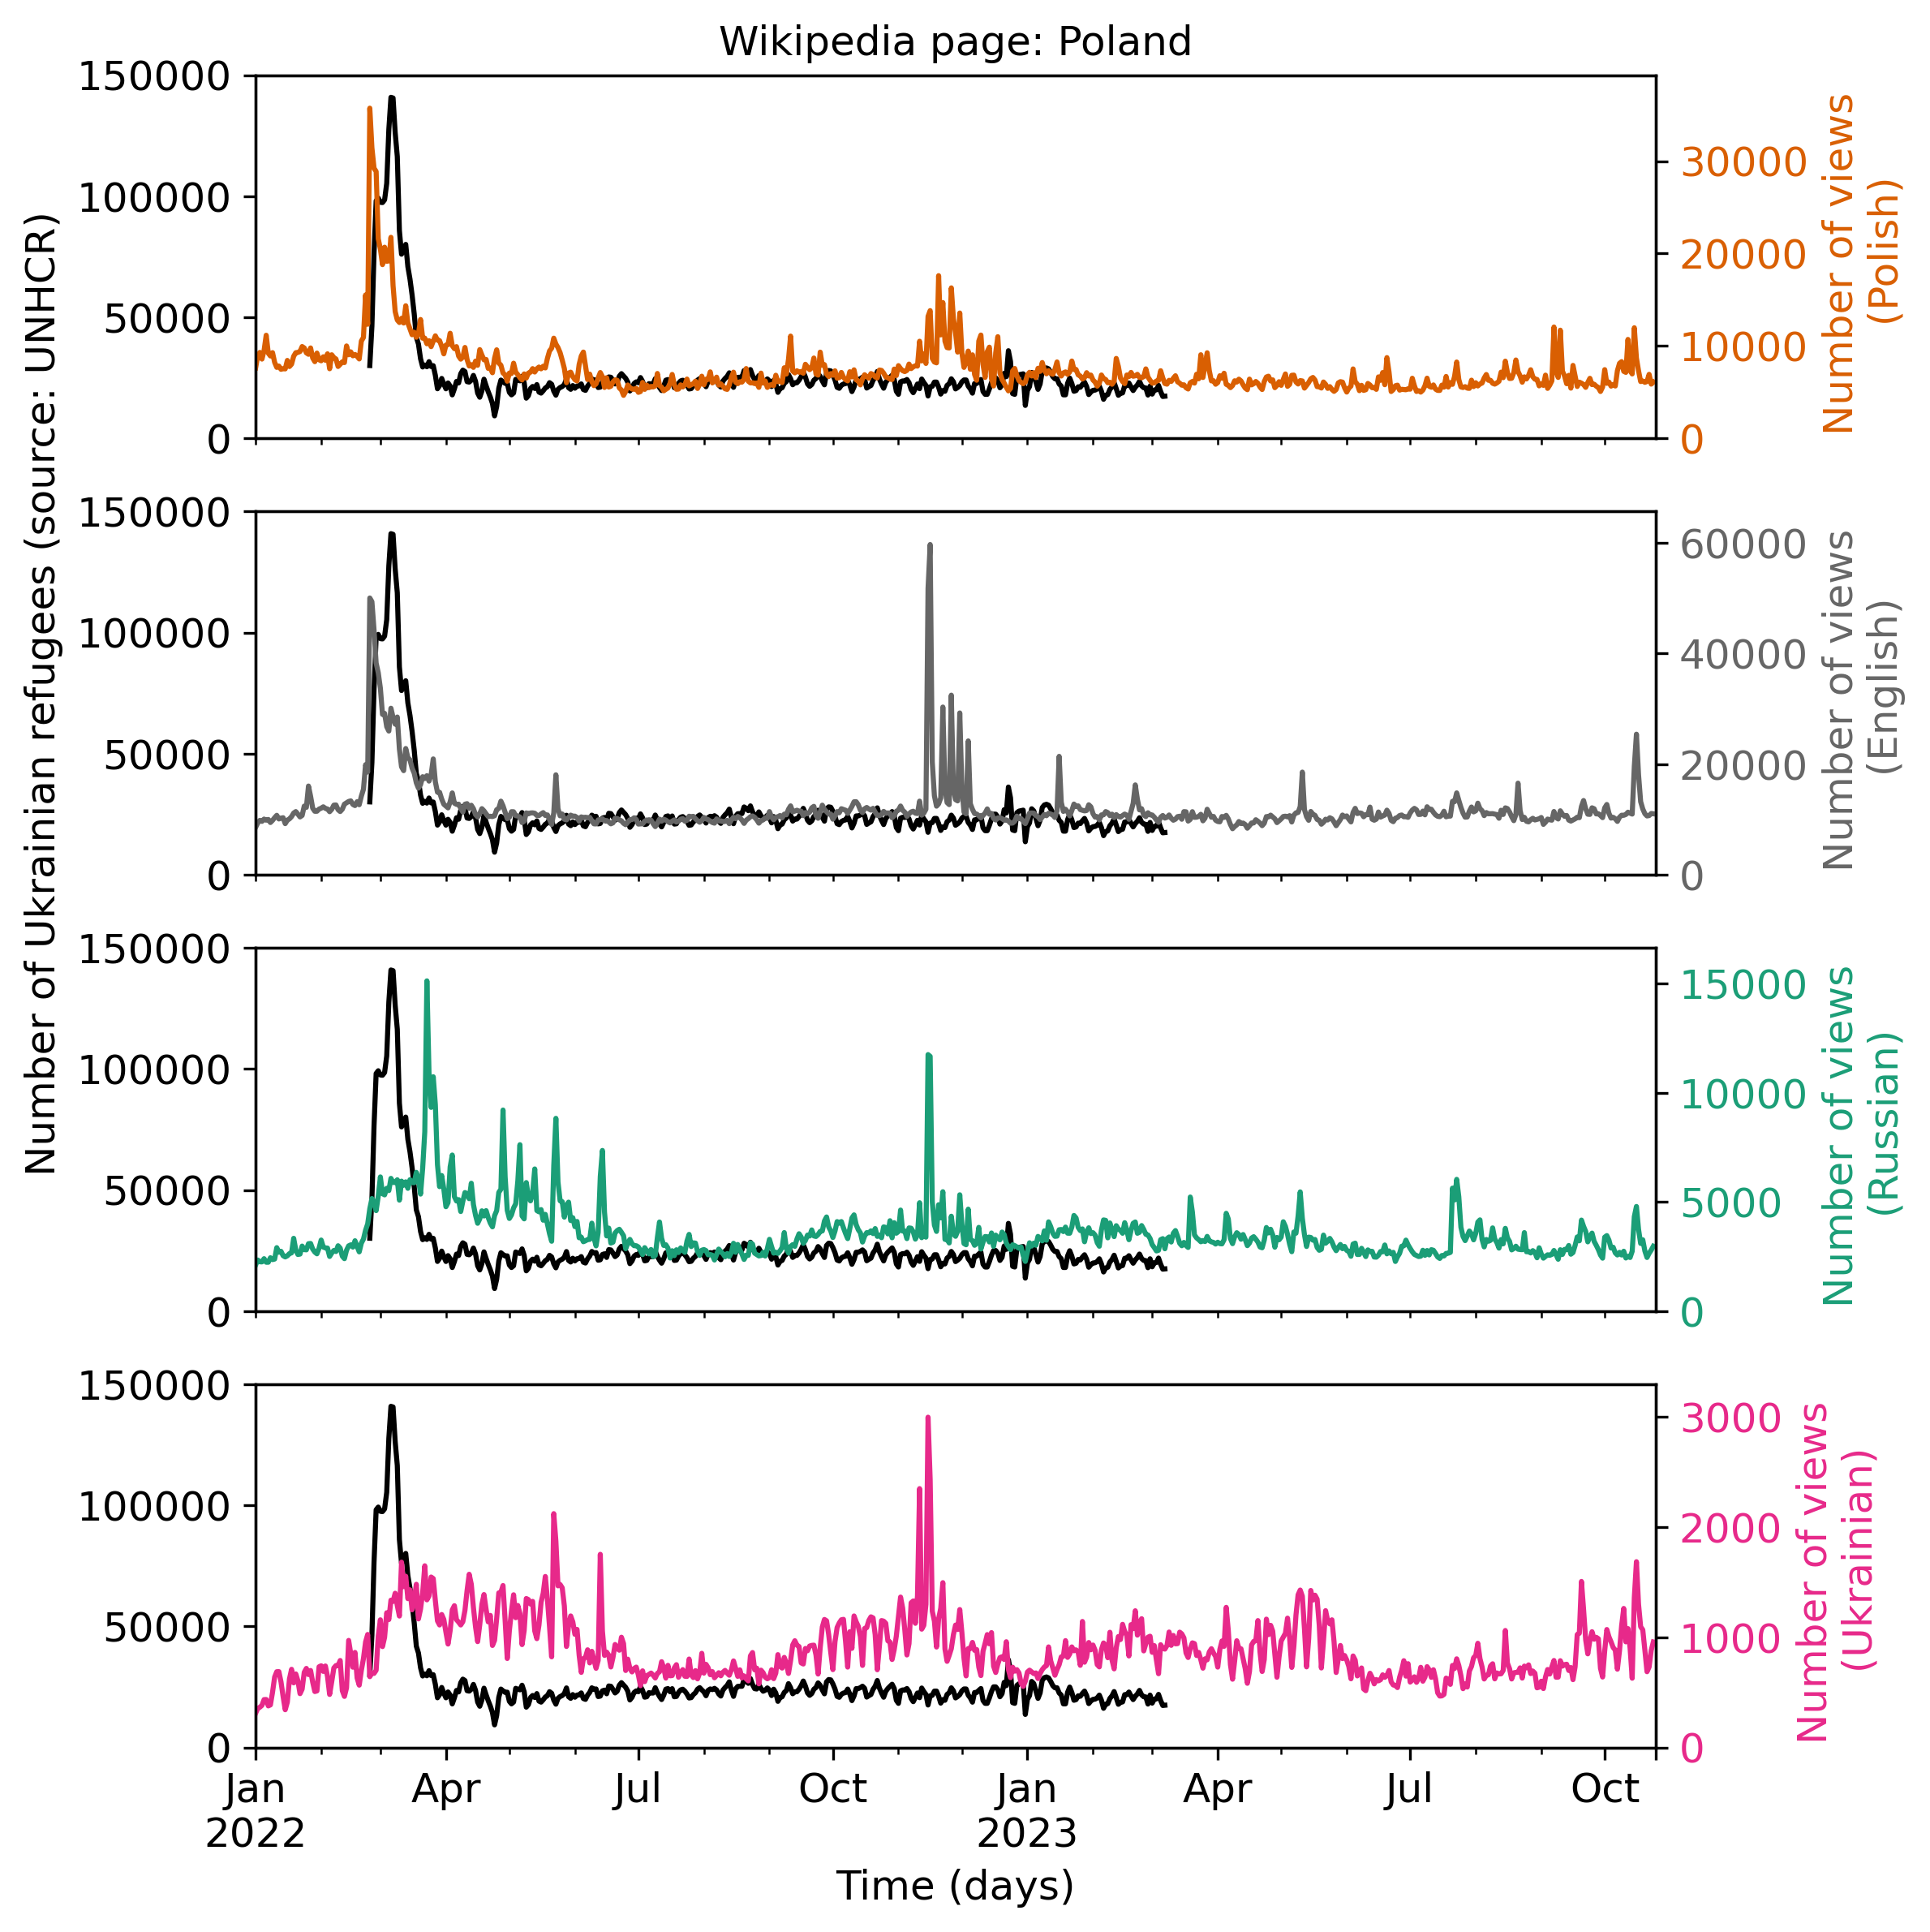 Wikipedia page: Poland
Number of Ukrainian refugees (source: UNHCR)
150000
100000
50000
0
30000
20000
10000
0
Number of views
(Polish)
150000
100000
50000
0
60000
40000
20000
0
Number of views
(English)
150000
100000
50000
0
15000
10000
5000
0
Number of views
(Russian)
150000
100000
50000
0
3000
2000
1000
0
Number of views
(Ukrainian)
Jan Apr Jul Oct Jan Apr Jul Oct
2022 2023
Time (days)